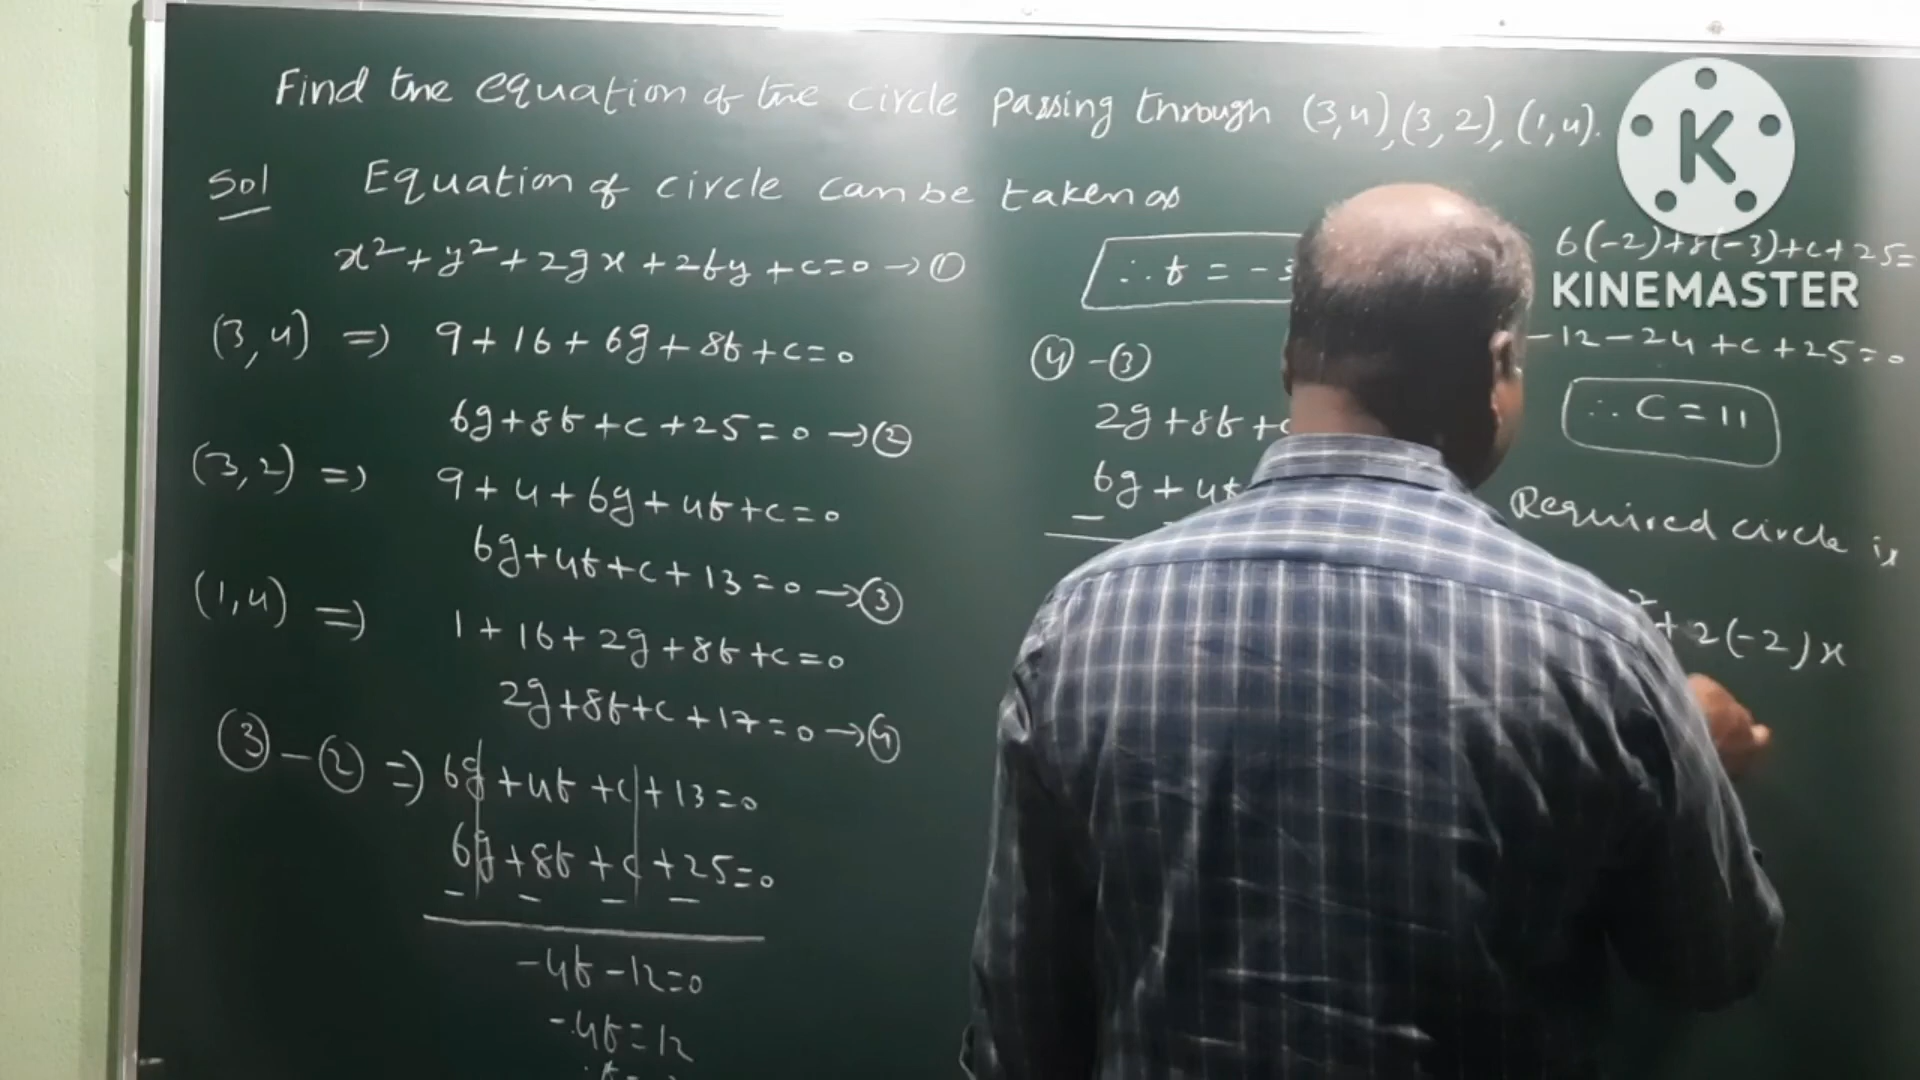 Find the equation of the circle passing through (3,4), (3,2), (1,4).
Sol Equation of circle can be taken as
x²+y²+2gx+2fy+c=0 → ①
(3,4) ⇒ 9+16+6g+8f+c=0
6g+8f+c+25=0 → ②
(3,2) ⇒ 9+4+6g+4f+c=0
6g+4f+c+13=0 → ③
(1,4) ⇒ 1+16+2g+8f+c=0
2g+8f+c+17=0 → ④
③-② ⇒ 6g+4f+c+13=0
6g+8f+c+25=0
- - - -
-4f-12=0
-4f=12
∴ f = -3
④-③
2g+8f+c
6g+4f
-
6(-2)+8(-3)+c+25=
-12-24+c+25=0
∴ C=11
Required circle is
²+2(-2)x
K
KINEMASTER